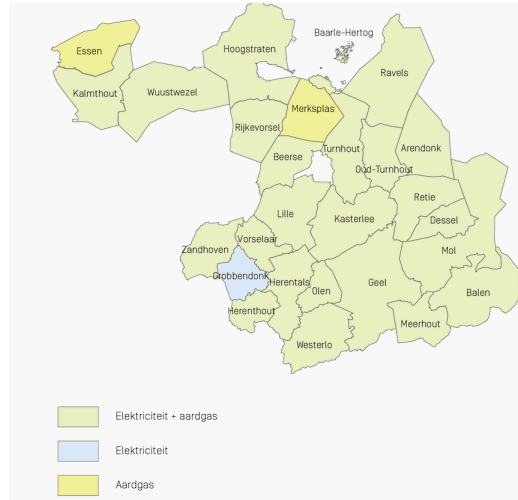 Baarle-Hertog
Essen
Hoogstraten
Ravels
Kalmthout
Wuustwezel
Merksplas
Rijkevorsel
Turnhout
Arendonk
Beerse
Oud-Turnhout
Retie
Lille
Kasterlee
Dessel
Vorselaar
Zandhoven
Mol
Grobbendonk
Herentals
Geel
Olen
Balen
Herenthout
Meerhout
Westerlo
Elektriciteit + aardgas
Elektriciteit
Aardgas